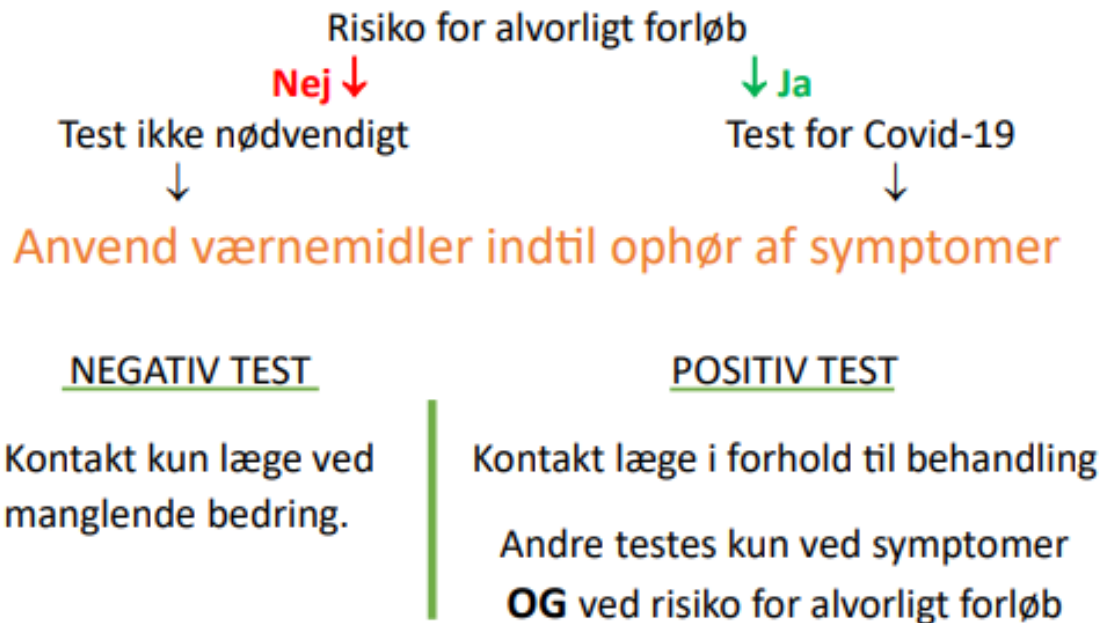 Risiko for alvorligt forløb
Nej ↓ ↓ Ja
Test ikke nødvendigt Test for Covid-19
↓ ↓
Anvend værnemidler indtil ophør af symptomer
NEGATIV TEST
Kontakt kun læge ved
manglende bedring.
POSITIV TEST
Kontakt læge i forhold til behandling
Andre testes kun ved symptomer
OG ved risiko for alvorligt forløb